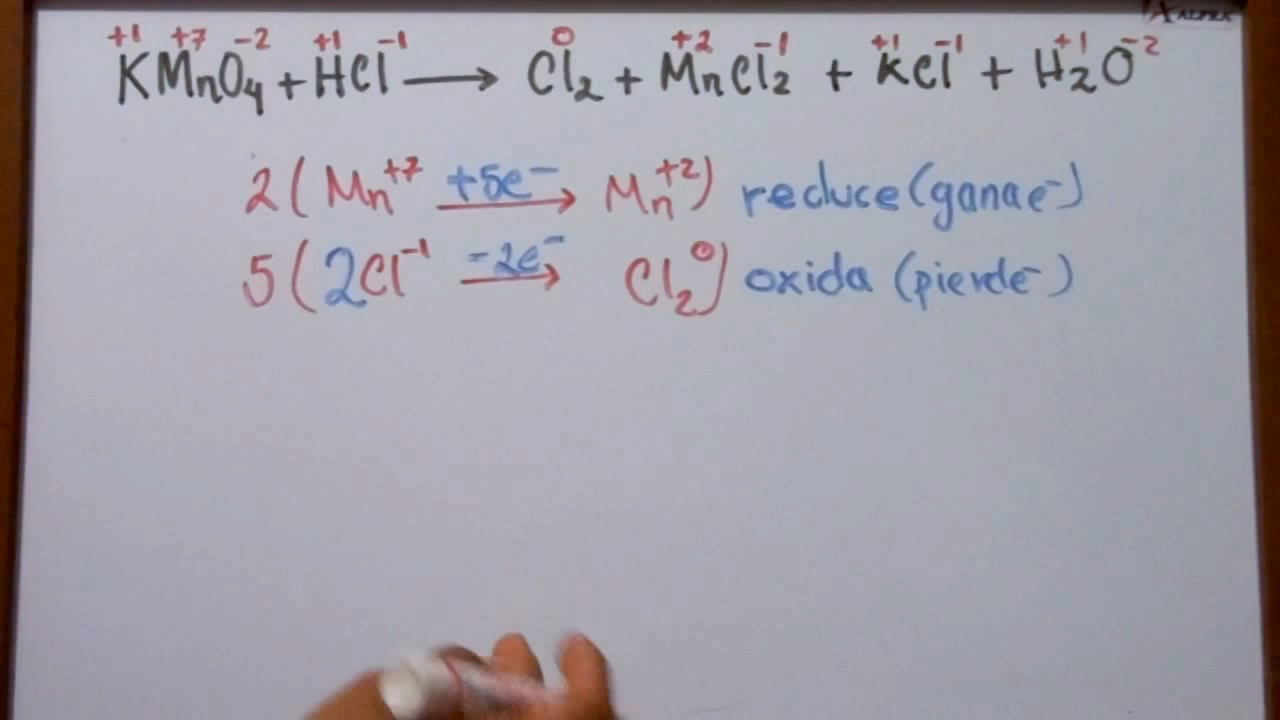 ALPHA
+1 +7 -2 +1 -1 0 +2 -1 +1 -1 +1 -2
KMnO4 + HCl → Cl2 + MnCl2 + kCl + H2O
2 ( Mn+7 +5e- → Mn+2 ) reduce (gana e-)
5 ( 2Cl-1 -2e- → Cl2 0 ) oxida (pierde-)